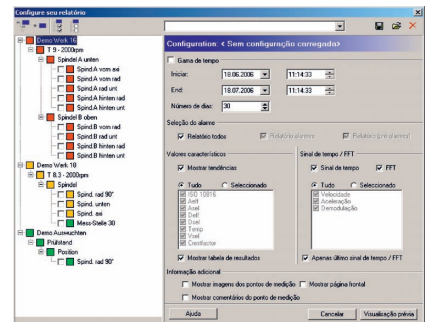 Configure seu relatório
Configuration: < Sem configuração carregada>
Demo Werk 16
T 9 - 2000rpm
Spindel A unten
Spind.A vorn axi
Spind.A vorn rad
Spind.A rad unt
Spind.A hinten rad
Spind.A hinten unt
Spindel B oben
Spind.B vorn rad
Spind.B rad unt
Spind.B hinten rad
Spind.B hinten unt
Demo Werk 18
T 8.3 - 2000rpm
Spindel
Spind. rad 90°
Spind. unten
Spind. axi
Mess-Stelle 30
Demo Auswuchten
Prüfstand
Position
Spind. rad 90°
Gama de tempo
Iniciar: 18.06.2006 11:14:33
End: 18.07.2006 11:14:33
Número de dias: 30
Seleção do alarme
Relatório todos Relatório alarmes Relatório (pré alarmes)
Valores característicos
Mostrar tendências
Tudo Seleccionado
ISO 10816
Aeff
Axel
Deff
Dsel
Temp
Vsel
Crestfactor
Mostrar tabela de resultados
Sinal de tempo / FFT
Sinal de tempo FFT
Tudo Seleccionado
Velocidade
Aceleração
Demodulação
Apenas último sinal de tempo / FFT
Informação adicional
Mostrar imagens dos pontos de medição Mostrar página frontal
Mostrar comentários do ponto de medição
Ajuda Cancelar Visualização prévia